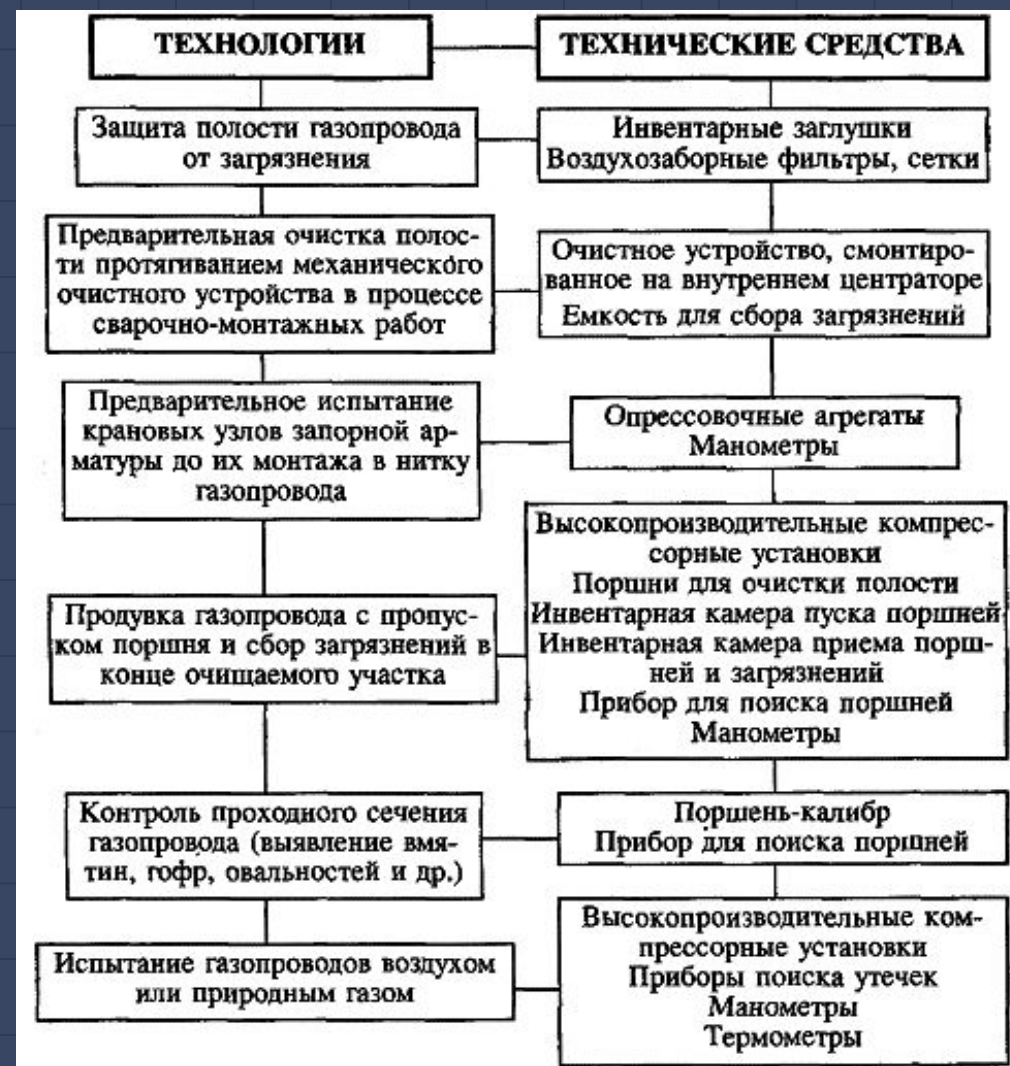 ТЕХНОЛОГИИ
ТЕХНИЧЕСКИЕ СРЕДСТВА
Защита полости газопровода
от загрязнения
Инвентарные заглушки
Воздухозаборные фильтры, сетки
Предварительная очистка полос-
ти протягиванием механического
очистного устройства в процессе
сварочно-монтажных работ
Очистное устройство, смонтиро-
ванное на внутреннем центраторе
Емкость для сбора загрязнений
Предварительное испытание
крановых узлов запорной ар-
матуры до их монтажа в нитку
газопровода
Опрессовочные агрегаты
Манометры
Продувка газопровода с пропус-
ком поршня и сбор загрязнений в
конце очищаемого участка
Высокопроизводительные компрес-
сорные установки
Поршни для очистки полости
Инвентарная камера пуска поршней
Инвентарная камера приема порш-
ней и загрязнений
Прибор для поиска поршней
Манометры
Контроль проходного сечения
газопровода (выявление вмя-
тин, гофр, овальностей и др.)
Поршень-калибр
Прибор для поиска поршней
Испытание газопроводов воздухом
или природным газом
Высокопроизводительные ком-
прессорные установки
Приборы поиска утечек
Манометры
Термометры